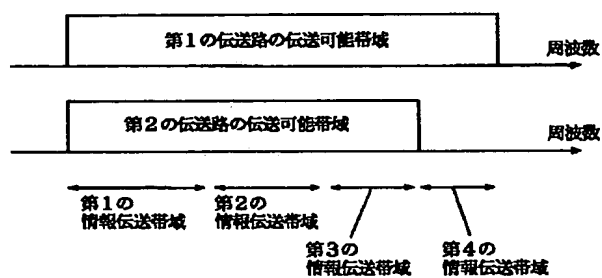 第1の伝送路の伝送可能帯域
周波数
第2の伝送路の伝送可能帯域
周波数
第1の
情報伝送帯域
第2の
情報伝送帯域
第3の
情報伝送帯域
第4の
情報伝送帯域